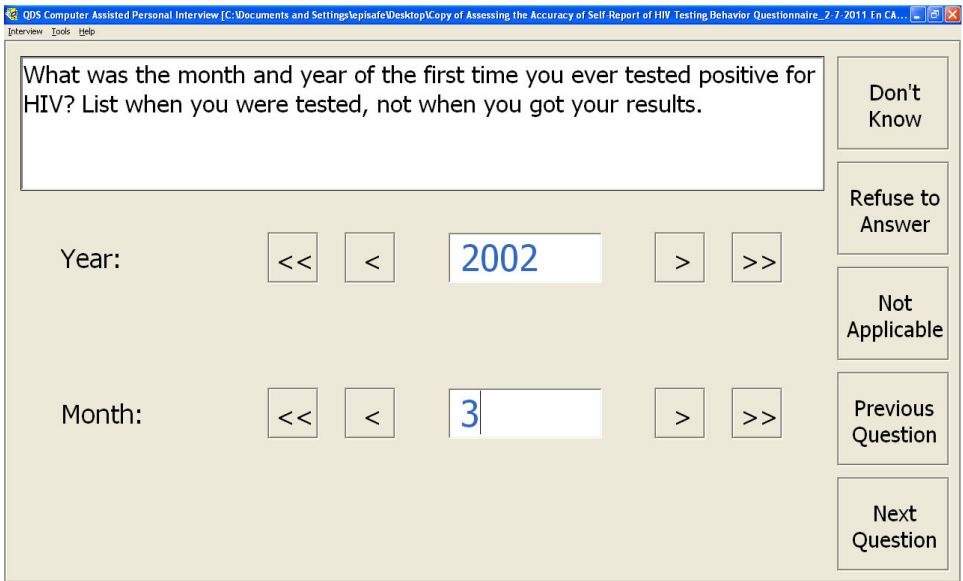 QDS Computer Assisted Personal Interview [C:\Documents and Settings\episafe\Desktop\Copy of Assessing the Accuracy of Self-Report of HIV Testing Behavior Questionnaire_2-7-2011 En CA...
Interview Tools Help
What was the month and year of the first time you ever tested positive for
HIV? List when you were tested, not when you got your results.
Don't
Know
Refuse to
Answer
Year: << < 2002 > >>
Not
Applicable
Month: << < 3 > >>
Previous
Question
Next
Question